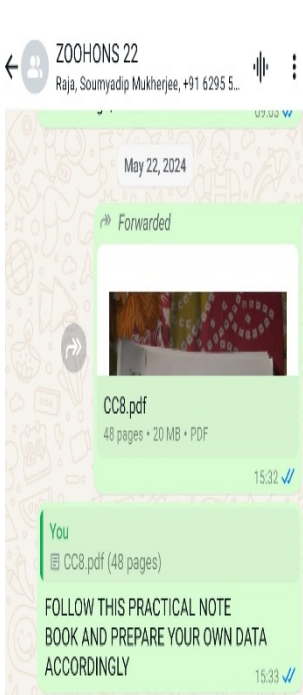 ZOOHONS 22
Raja, Soumyadip Mukherjee, +91 6295 5...
09:03
May 22, 2024
Forwarded
CC8.pdf
48 pages • 20 MB • PDF
15:32
You
CC8.pdf (48 pages)
FOLLOW THIS PRACTICAL NOTE
BOOK AND PREPARE YOUR OWN DATA
ACCORDINGLY
15:33